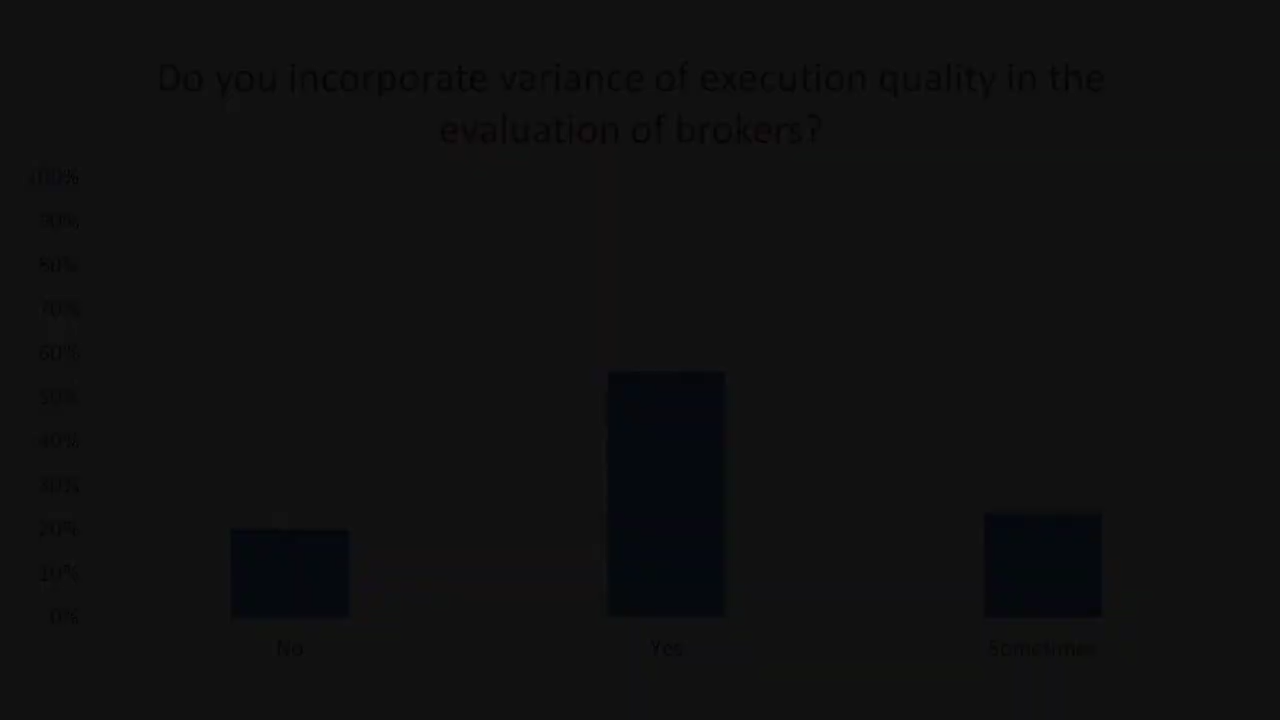 Do you incorporate variance of execution quality in the
evaluation of brokers?
100%
90%
80%
70%
60%
50%
40%
30%
20%
10%
0%
No
Yes
Sometimes